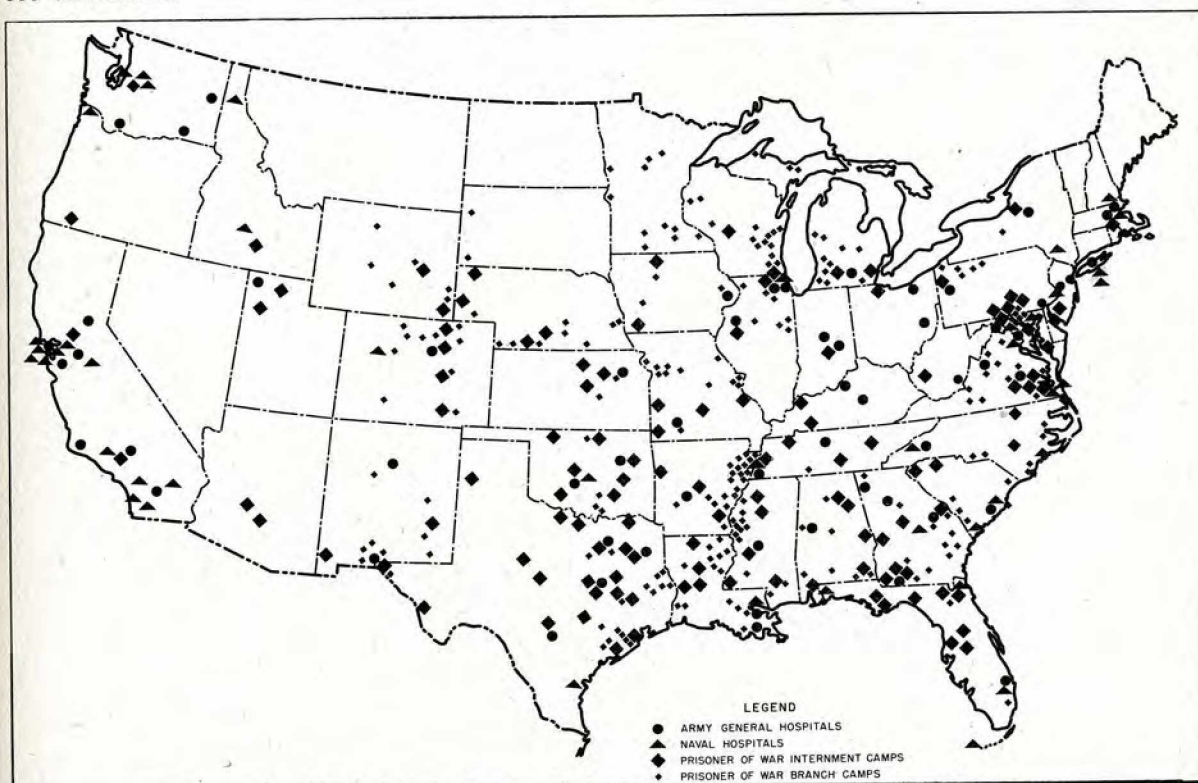 LEGEND
ARMY GENERAL HOSPITALS
NAVAL HOSPITALS
PRISONER OF WAR INTERNMENT CAMPS
PRISONER OF WAR BRANCH CAMPS